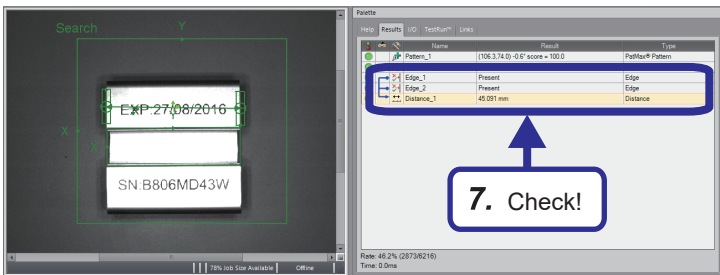 Search
Y
X
X
EXP:27/08/2016
SN:B806MD43W
78% Job Size Available
Offline
Palette
Help Results I/O TestRun™ Links
Name Result Type
Pattern_1 (106.3,74.0) -0.6° score = 100.0 PatMax® Pattern
Edge_1 Present Edge
Edge_2 Present Edge
Distance_1 45.091 mm Distance
7. Check!
Rate: 46.2% (2873/6216)
Time: 0.0ms